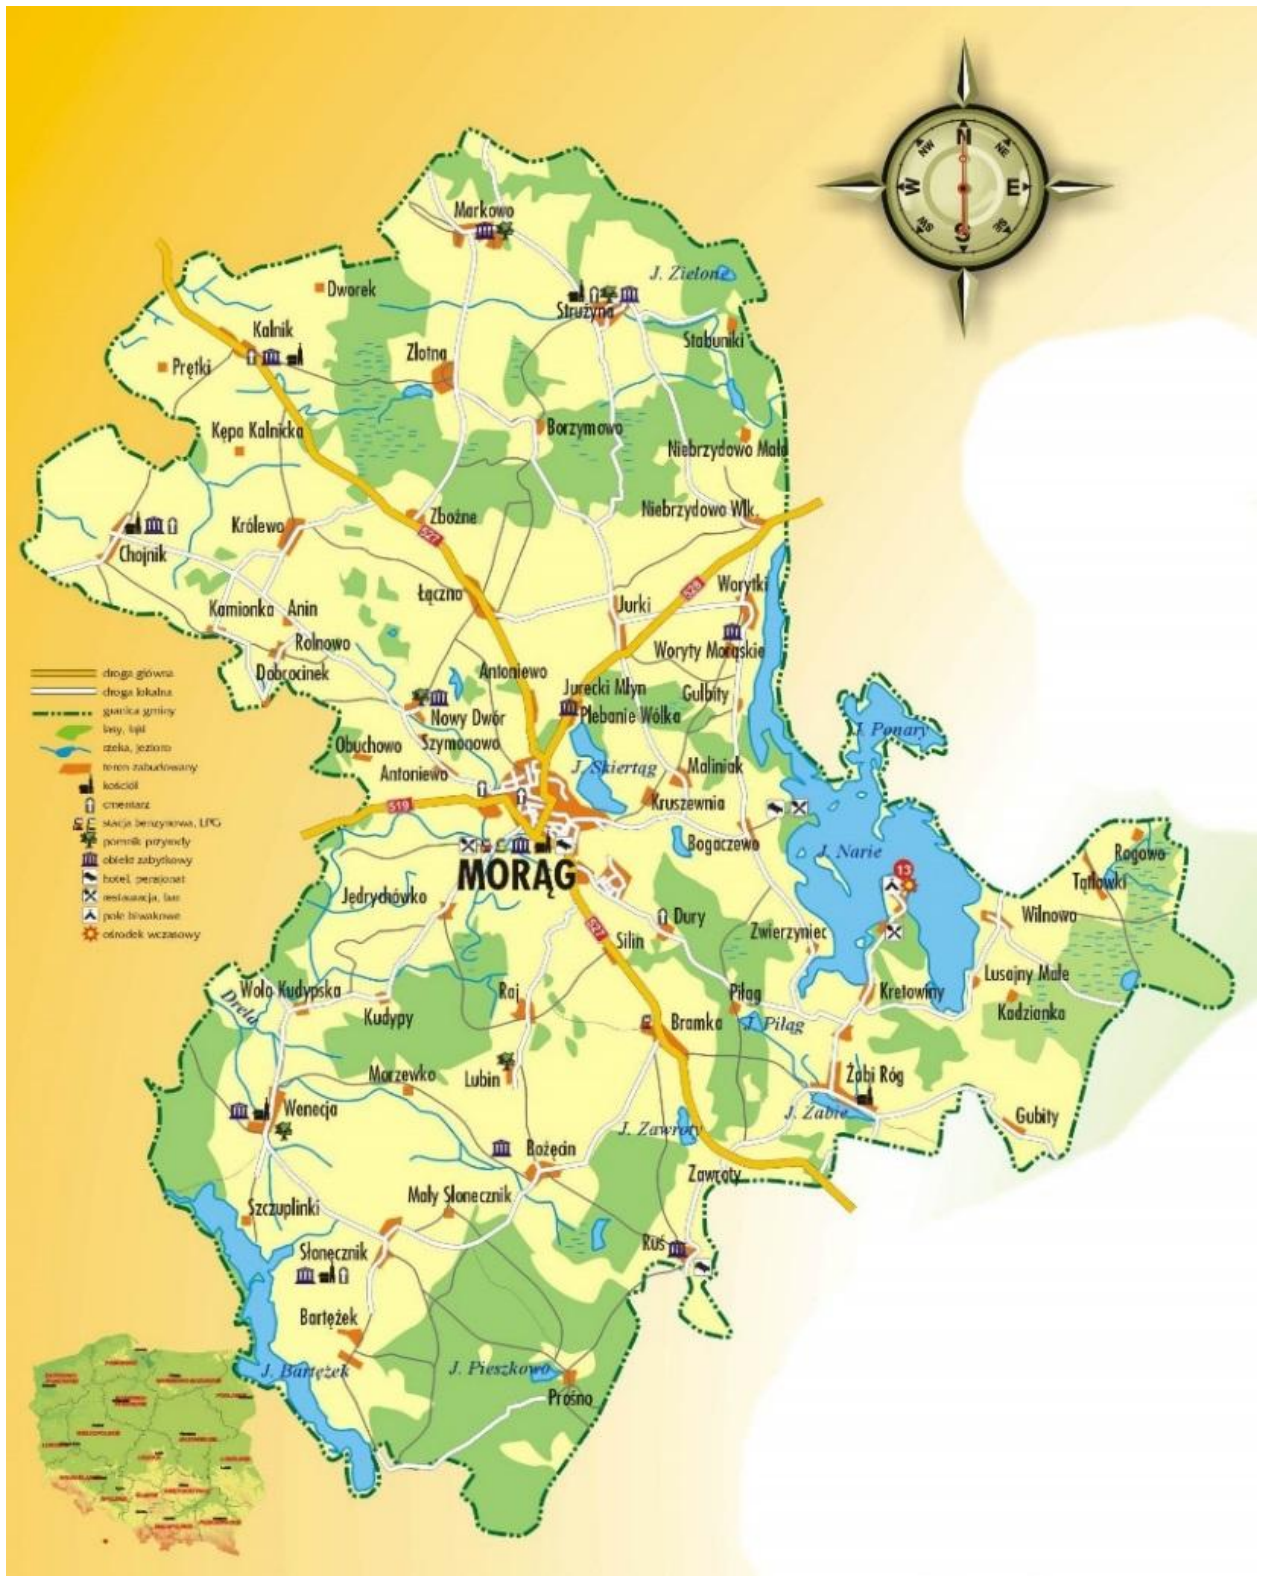 N
NW
NE
W
E
SW
SE
S
Markowo
J. Zielone
Dworek
Strużyna
Kalnik
Stabuniki
Złotna
Prętki
Kępa Kalnicka
Borzymowo
Niebrzydowo Małe
Niebrzydowo Wlk.
Zbożne
Królewo
527
Chojnik
Łączno
528
Worytki
Kamionka
Anin
Jurki
Rolnowo
Woryty Morąskie
Dobrocinek
Antoniewo
Jurecki Młyn
Gulbity
droga główna
droga lokalna
granica gminy
lasy, łąki
rzeka, jezioro
teren zabudowany
kościół
cmentarz
stacja benzynowa, LPG
pomnik przyrody
obiekt zabytkowy
hotel, pensjonat
restauracja, bar
pole biwakowe
ośrodek wczasowy
Nowy Dwór
Plebania Wólka
J. Ponary
Obuchowo
Szymonowo
Antoniewo
J. Skiertąg
Maliniak
519
Kruszewnia
MORĄG
Bogaczewo
J. Narie
Rogowo
13
Tątławki
Jędrychówko
Dury
Wilnowo
527
Silin
Zwierzyniec
Wola Kudypska
Drela
Raj
Piłąg
Kretowiny
Lusajny Małe
Kadzianka
Kudypy
Bramka
J. Piłąg
Morzewko
Lubin
Żabi Róg
Wenecja
J. Żabie
Gubity
J. Zawroty
Bożęcin
Zawroty
Mały Słonecznik
Szczuplinki
Słonecznik
Ruś
Bartężek
J. Bartężek
J. Pieszkowo
Prośno